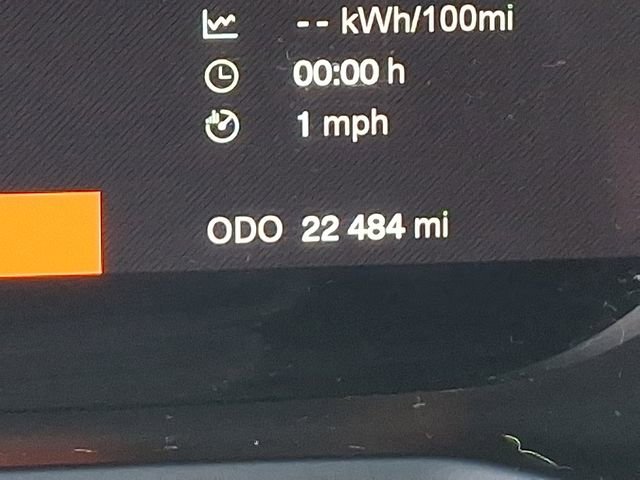 -- kWh/100mi
00:00 h
1 mph
ODO 22 484 mi